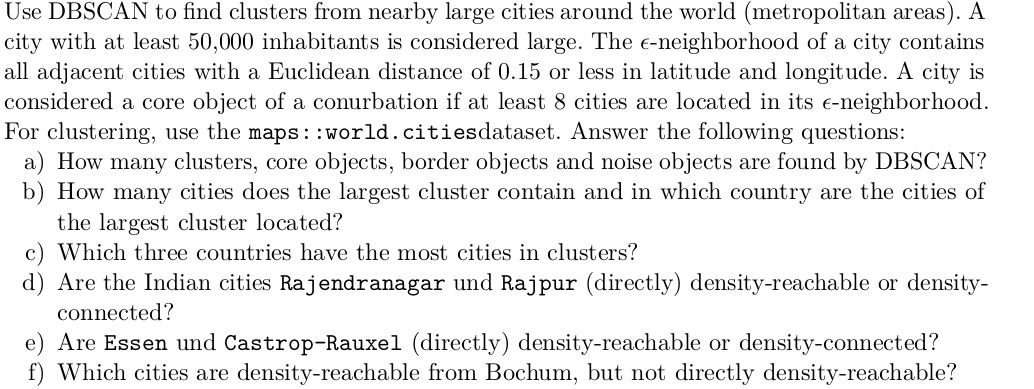 Use DBSCAN to find clusters from nearby large cities around the world (metropolitan areas). A
city with at least 50,000 inhabitants is considered large. The ϵ-neighborhood of a city contains
all adjacent cities with a Euclidean distance of 0.15 or less in latitude and longitude. A city is
considered a core object of a conurbation if at least 8 cities are located in its ϵ-neighborhood.
For clustering, use the maps::world.citiesdataset. Answer the following questions:
a) How many clusters, core objects, border objects and noise objects are found by DBSCAN?
b) How many cities does the largest cluster contain and in which country are the cities of
the largest cluster located?
c) Which three countries have the most cities in clusters?
d) Are the Indian cities Rajendranagar und Rajpur (directly) density-reachable or density-
connected?
e) Are Essen und Castrop-Rauxel (directly) density-reachable or density-connected?
f) Which cities are density-reachable from Bochum, but not directly density-reachable?